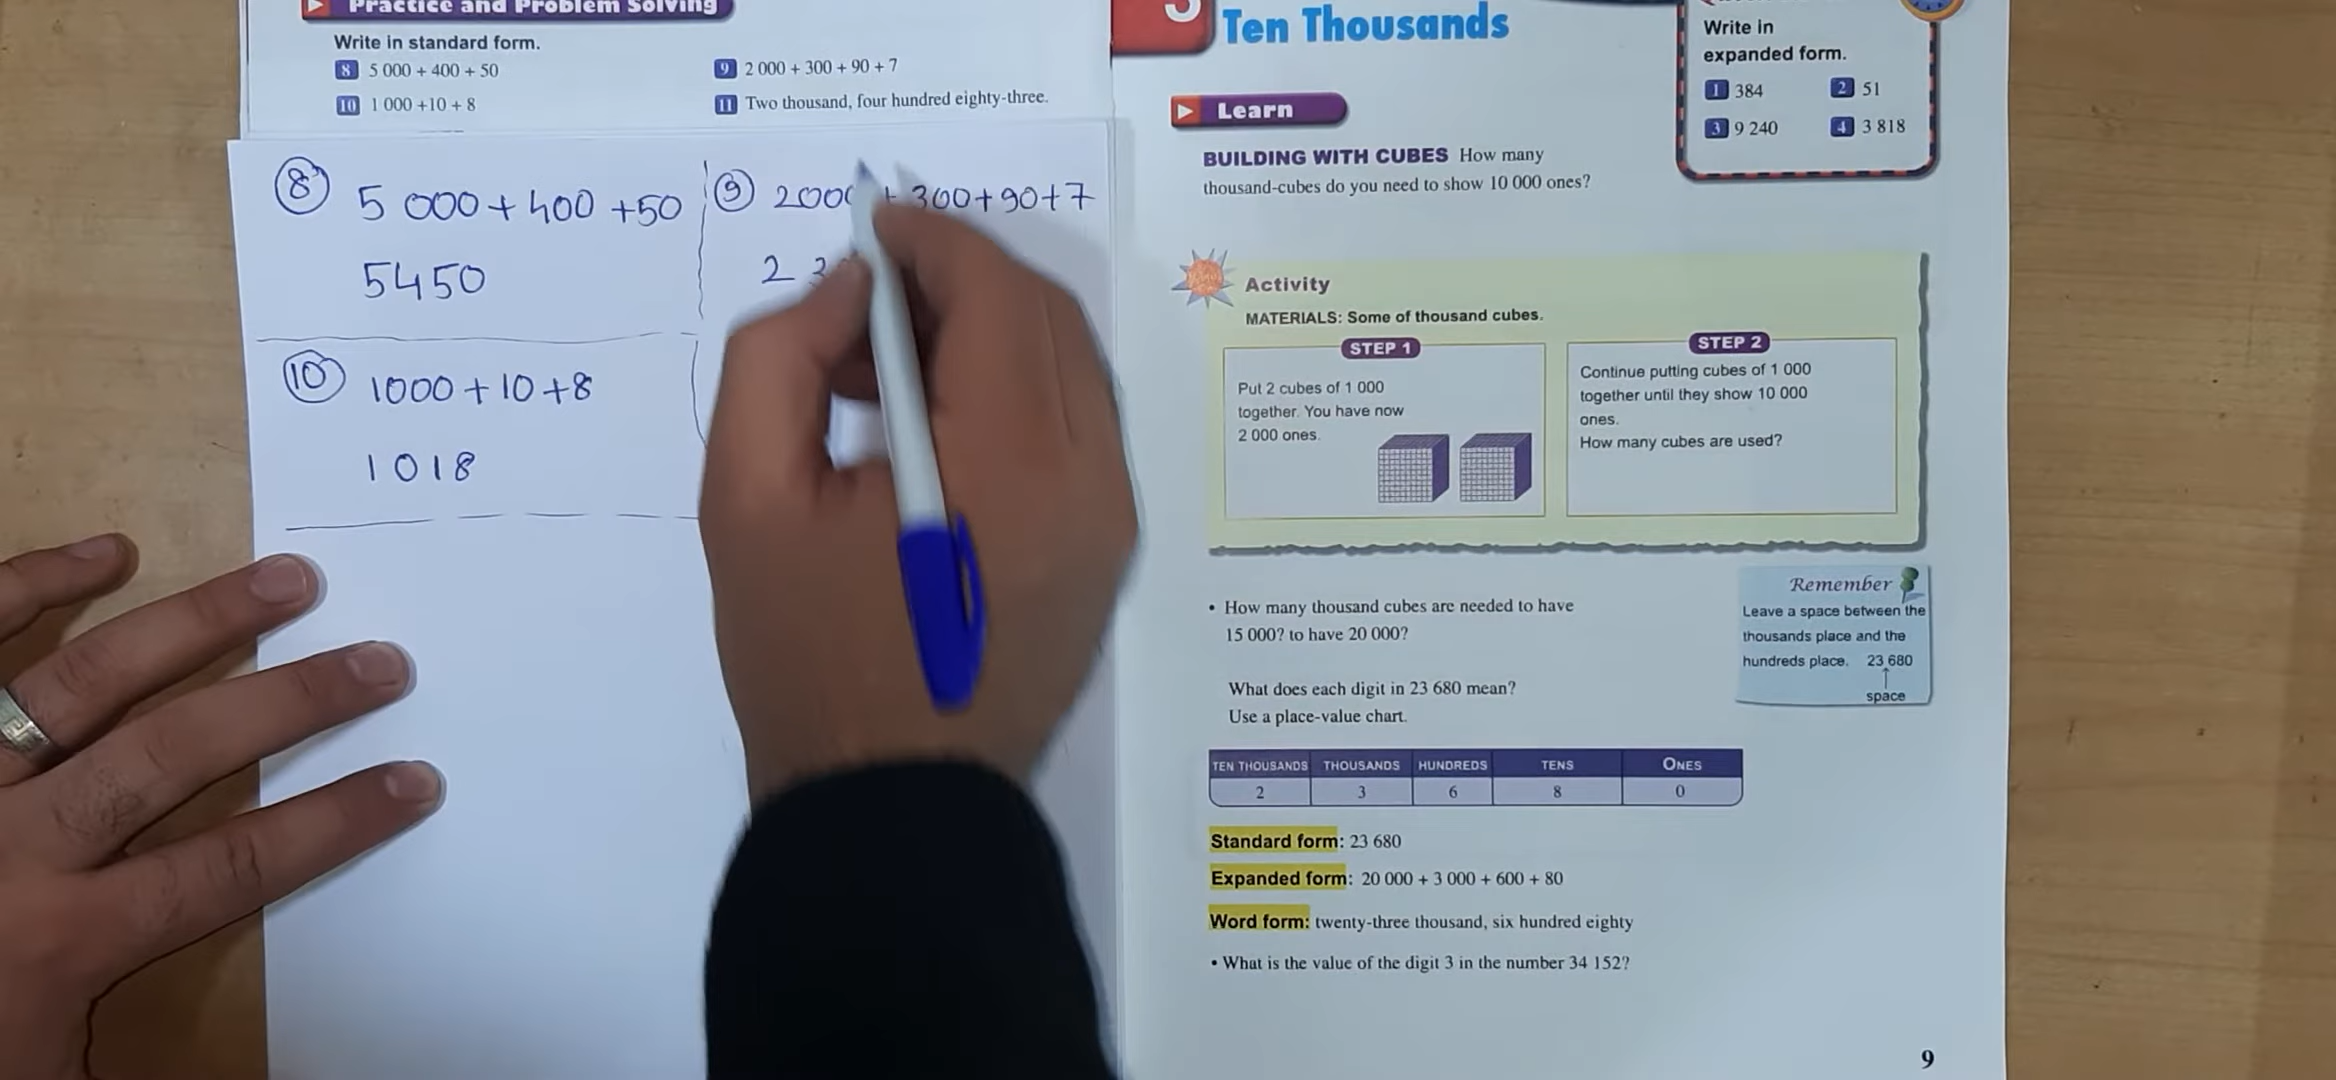 Practice and Problem Solving
Write in standard form.
8 5 000 + 400 + 50
9 2 000 + 300 + 90 + 7
10 1 000 +10 + 8
11 Two thousand, four hundred eighty-three.
8 5 000 + 400 + 50
5450
9 2000 + 300+90+7
2 3
10 1000 + 10 +8
1018
Ten Thousands
Write in
expanded form.
1 384
2 51
3 9 240
4 3 818
Learn
BUILDING WITH CUBES How many
thousand-cubes do you need to show 10 000 ones?
Activity
MATERIALS: Some of thousand cubes.
STEP 1
Put 2 cubes of 1 000
together. You have now
2 000 ones.
STEP 2
Continue putting cubes of 1 000
together until they show 10 000
ones.
How many cubes are used?
• How many thousand cubes are needed to have
15 000? to have 20 000?
Remember
Leave a space between the
thousands place and the
hundreds place. 23 680
space
What does each digit in 23 680 mean?
Use a place-value chart.
TEN THOUSANDS THOUSANDS HUNDREDS TENS ONES
2 3 6 8 0
Standard form: 23 680
Expanded form: 20 000 + 3 000 + 600 + 80
Word form: twenty-three thousand, six hundred eighty
• What is the value of the digit 3 in the number 34 152?
9